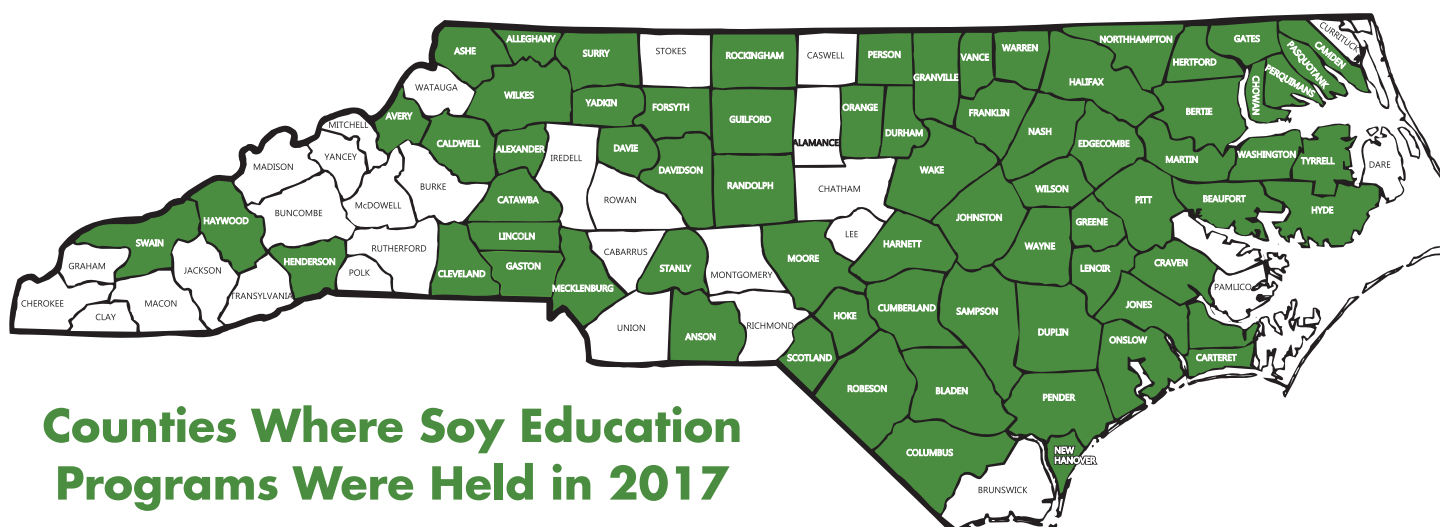 ASHE
ALLEGHANY
SURRY
STOKES
ROCKINGHAM
CASWELL
PERSON
GRANVILLE
VANCE
WARREN
NORTHHAMPTON
HERTFORD
GATES
CURRITUCK
CAMDEN
PASQUOTANK
PERQUIMANS
CHOWAN
WATAUGA
WILKES
YADKIN
FORSYTH
GUILFORD
ALAMANCE
ORANGE
DURHAM
FRANKLIN
HALIFAX
BERTIE
MITCHELL
AVERY
CALDWELL
ALEXANDER
IREDELL
DAVIE
DAVIDSON
RANDOLPH
CHATHAM
WAKE
NASH
EDGECOMBE
MARTIN
WASHINGTON
TYRRELL
DARE
MADISON
YANCEY
BURKE
McDOWELL
CATAWBA
ROWAN
WILSON
PITT
BEAUFORT
HYDE
HAYWOOD
BUNCOMBE
SWAIN
RUTHERFORD
LINCOLN
CABARRUS
LEE
JOHNSTON
GREENE
WAYNE
HARNETT
GRAHAM
JACKSON
HENDERSON
POLK
CLEVELAND
GASTON
MECKLENBURG
STANLY
MONTGOMERY
MOORE
LENOIR
CRAVEN
PAMLICO
CHEROKEE
CLAY
MACON
TRANSYLVANIA
UNION
ANSON
RICHMOND
SCOTLAND
HOKE
CUMBERLAND
SAMPSON
DUPLIN
JONES
ONSLOW
CARTERET
ROBESON
BLADEN
PENDER
COLUMBUS
NEW
HANOVER
BRUNSWICK
Counties Where Soy Education
Programs Were Held in 2017